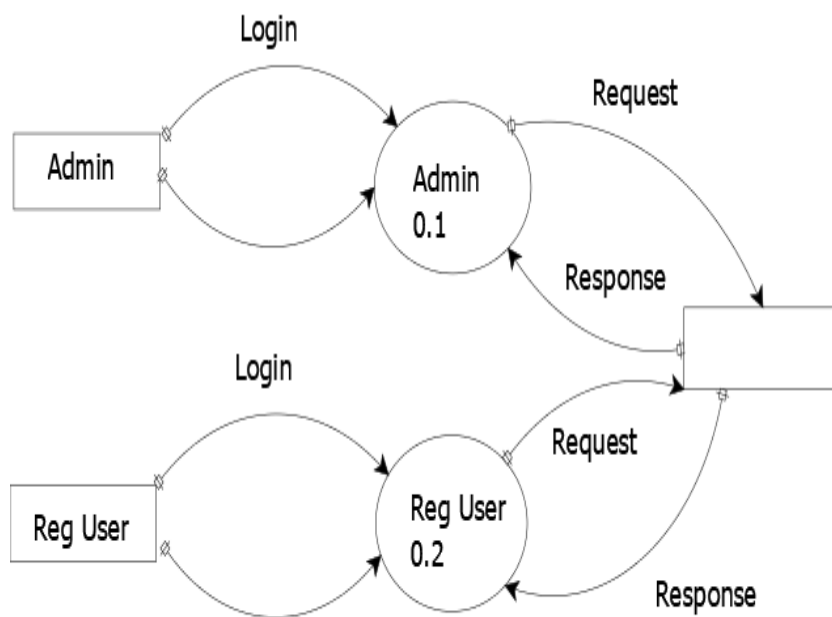 Login
Request
Admin
Admin
0.1
Response
Login
Request
Reg User
Reg User
0.2
Response